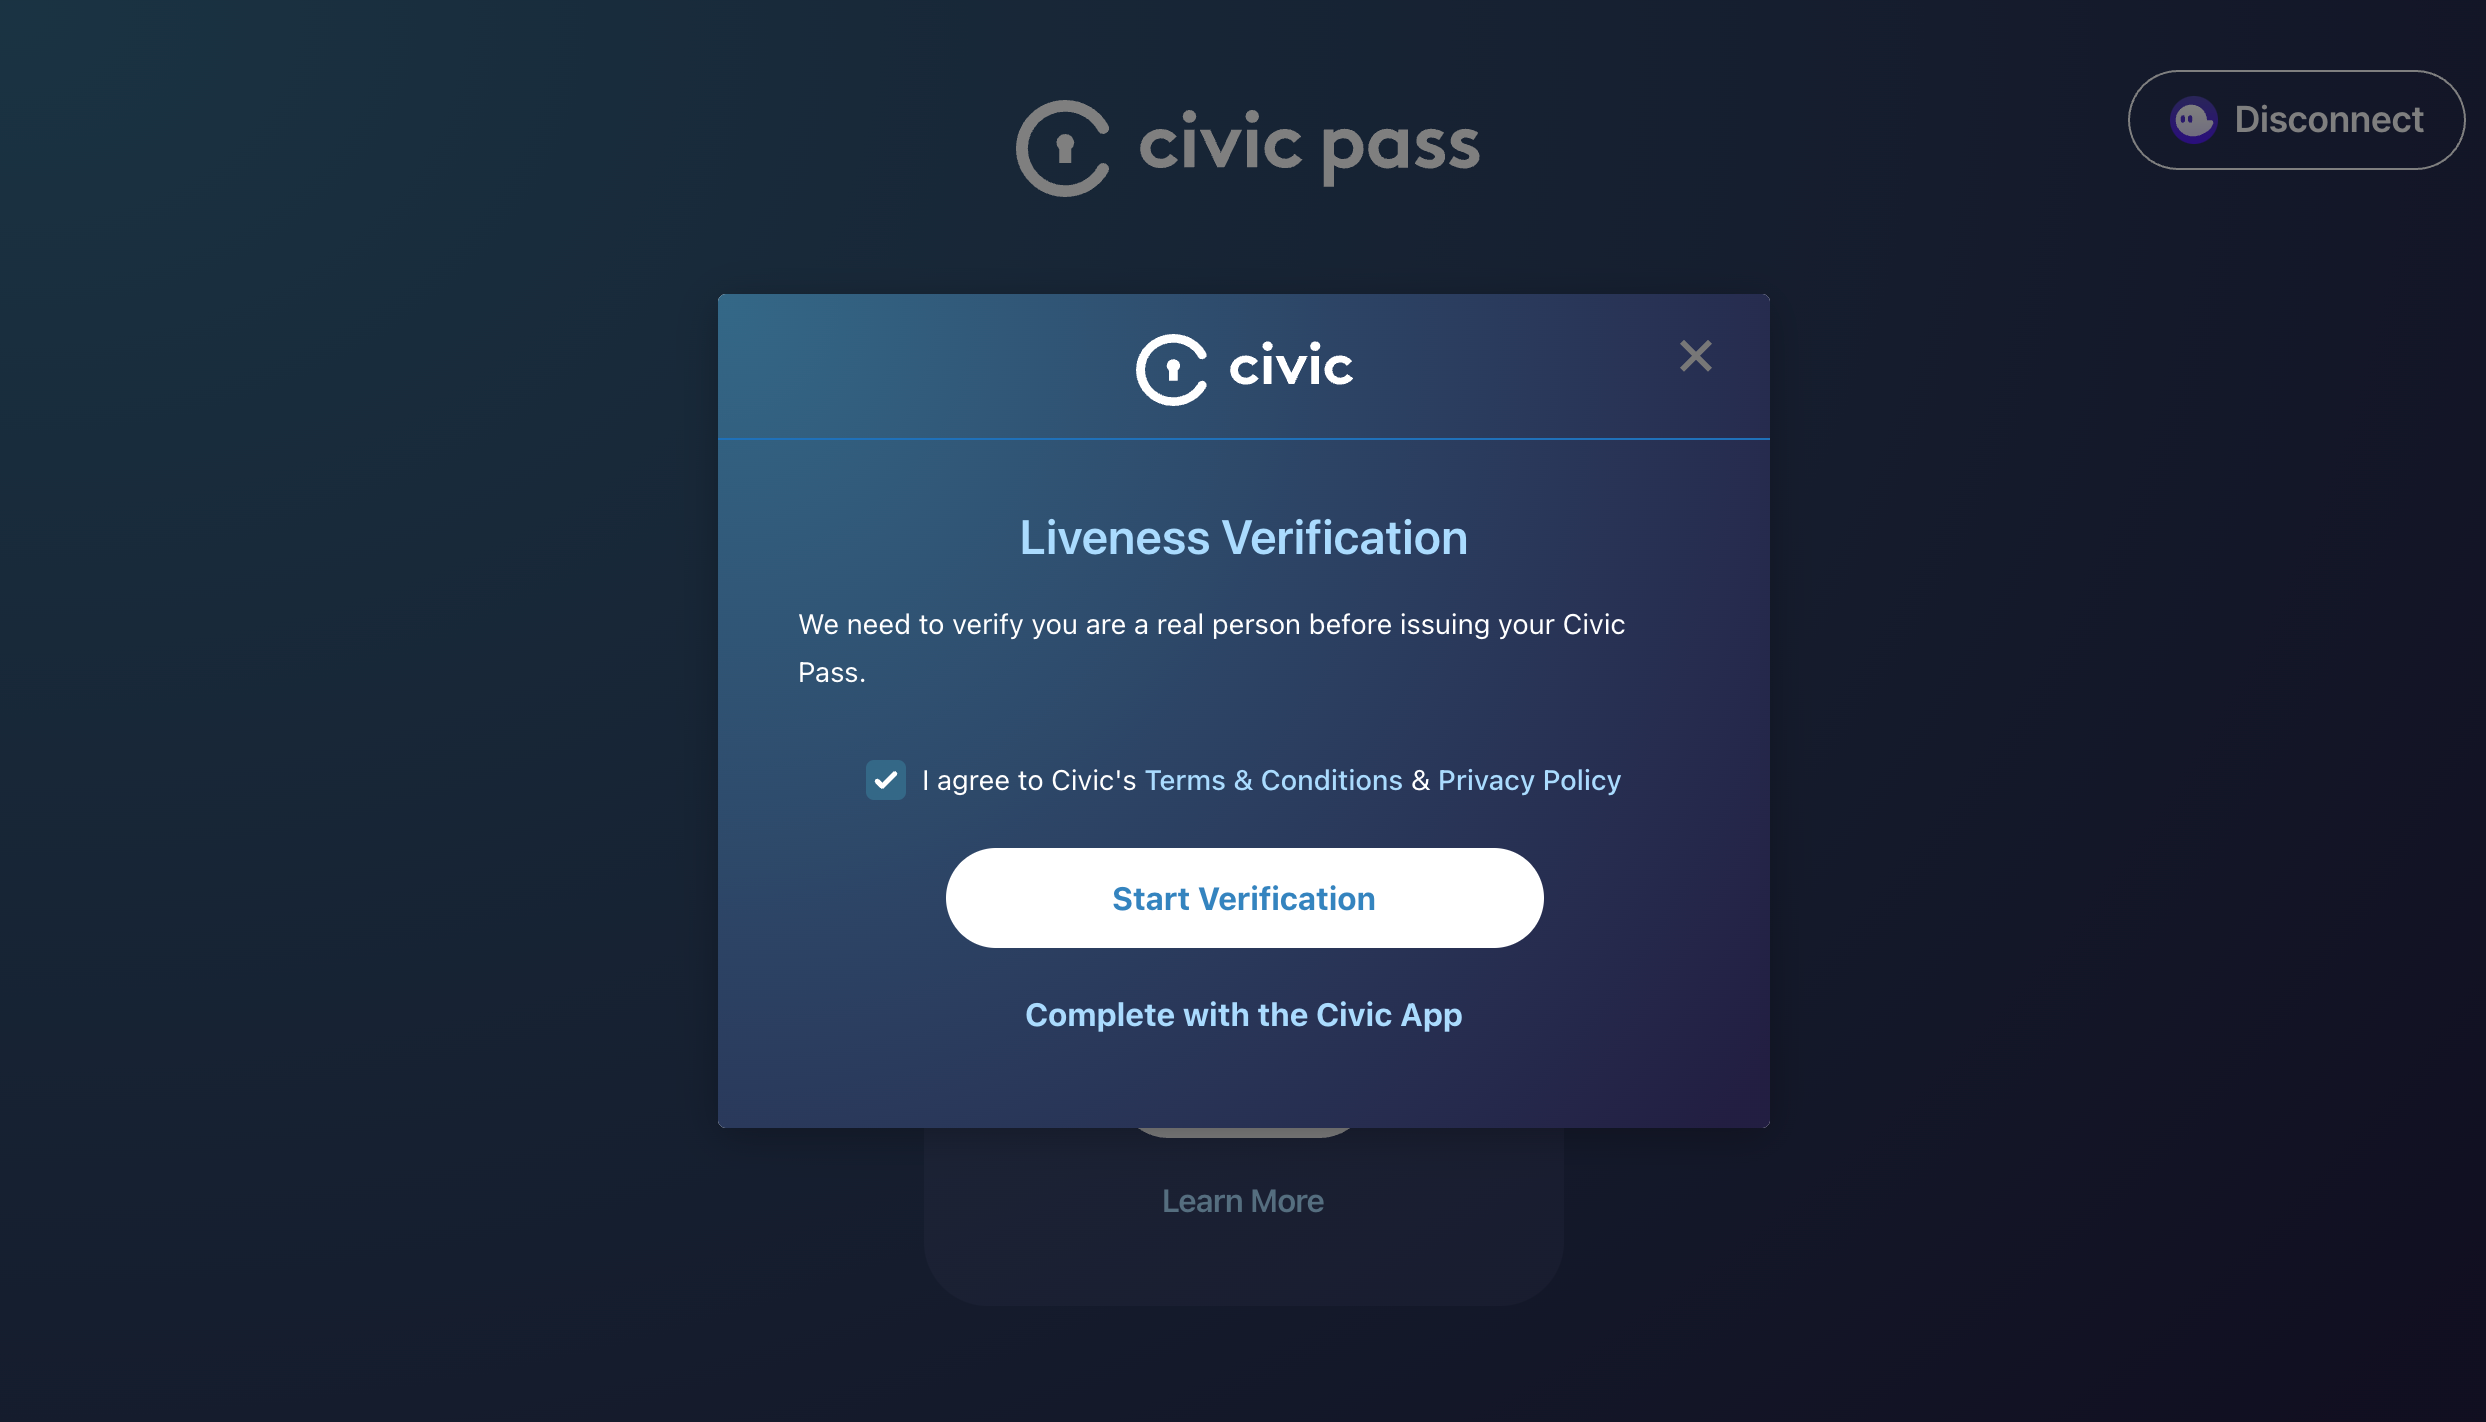 civic pass
Disconnect
civic
Liveness Verification
We need to verify you are a real person before issuing your Civic
Pass.
I agree to Civic's Terms & Conditions & Privacy Policy
Start Verification
Complete with the Civic App
Learn More